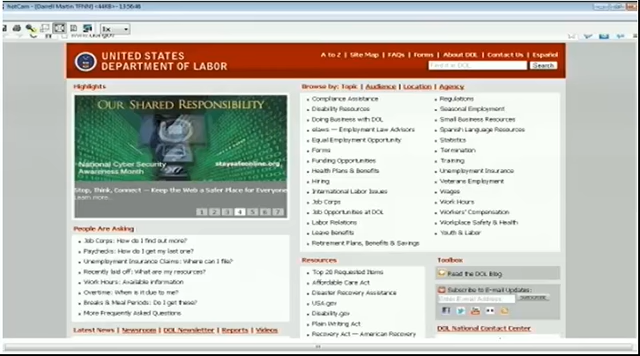 UNITED STATES
DEPARTMENT OF LABOR
A to Z | Site Map | FAQs | Forms | About DOL | Contact Us | Español
Search
Highlights
OUR SHARED RESPONSIBILITY
National Cyber Security
Awareness Month
staysafeonline.org
Stop, Think, Connect — Keep the Web a Safer Place for Everyone
Learn more.
1 2 3 4 5 6 7
People Are Asking
Job Corps: How do I find out more?
Paychecks: How do I get my last one?
Unemployment Insurance Claims: Where can I file?
Recently laid off: What are my resources?
Work Hours: Available information
Overtime: When is it due to me?
Breaks & Meal Periods: Do I get these?
More Frequently Asked Questions
Latest News | Newsroom | DOL Newsletter | Reports | Videos
Browse by: Topic | Audience | Location | Agency
Compliance Assistance
Disability Resources
Doing Business with DOL
elaws — Employment Law Advisors
Equal Employment Opportunity
Forms
Funding Opportunities
Health Plans & Benefits
Hiring
International Labor Issues
Job Corps
Job Opportunities at DOL
Labor Relations
Leave Benefits
Retirement Plans, Benefits & Savings
Regulations
Seasonal Employment
Small Business Resources
Spanish Language Resources
Statistics
Termination
Training
Unemployment Insurance
Veterans Employment
Wages
Work Hours
Workers' Compensation
Workplace Safety & Health
Youth & Labor
Resources
Top 20 Requested Items
Affordable Care Act
Disaster Recovery Assistance
USA.gov
Disability.gov
Plain Writing Act
Recovery Act — American Recovery
Toolbox
Read the DOL Blog
Subscribe to E-mail Updates:
Enter E-mail Address
Subscribe
DOL National Contact Center